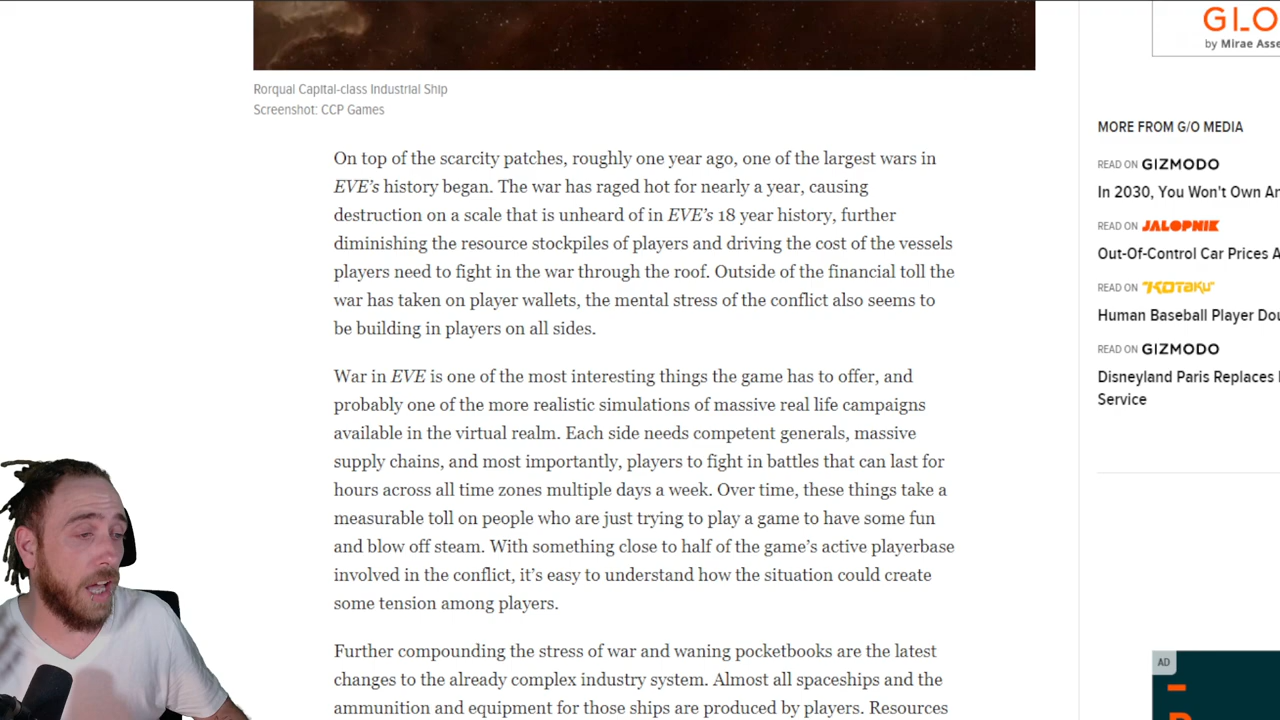 GLO
by Mirae Asse
Rorqual Capital-class Industrial Ship
Screenshot: CCP Games
On top of the scarcity patches, roughly one year ago, one of the largest wars in
EVE's history began. The war has raged hot for nearly a year, causing
destruction on a scale that is unheard of in EVE's 18 year history, further
diminishing the resource stockpiles of players and driving the cost of the vessels
players need to fight in the war through the roof. Outside of the financial toll the
war has taken on player wallets, the mental stress of the conflict also seems to
be building in players on all sides.
War in EVE is one of the most interesting things the game has to offer, and
probably one of the more realistic simulations of massive real life campaigns
available in the virtual realm. Each side needs competent generals, massive
supply chains, and most importantly, players to fight in battles that can last for
hours across all time zones multiple days a week. Over time, these things take a
measurable toll on people who are just trying to play a game to have some fun
and blow off steam. With something close to half of the game's active playerbase
involved in the conflict, it's easy to understand how the situation could create
some tension among players.
Further compounding the stress of war and waning pocketbooks are the latest
changes to the already complex industry system. Almost all spaceships and the
ammunition and equipment for those ships are produced by players. Resources
MORE FROM G/O MEDIA
READ ON GIZMODO
In 2030, You Won't Own An
READ ON JALOPNIK
Out-Of-Control Car Prices A
READ ON KOTAKU
Human Baseball Player Dou
READ ON GIZMODO
Disneyland Paris Replaces
Service
AD